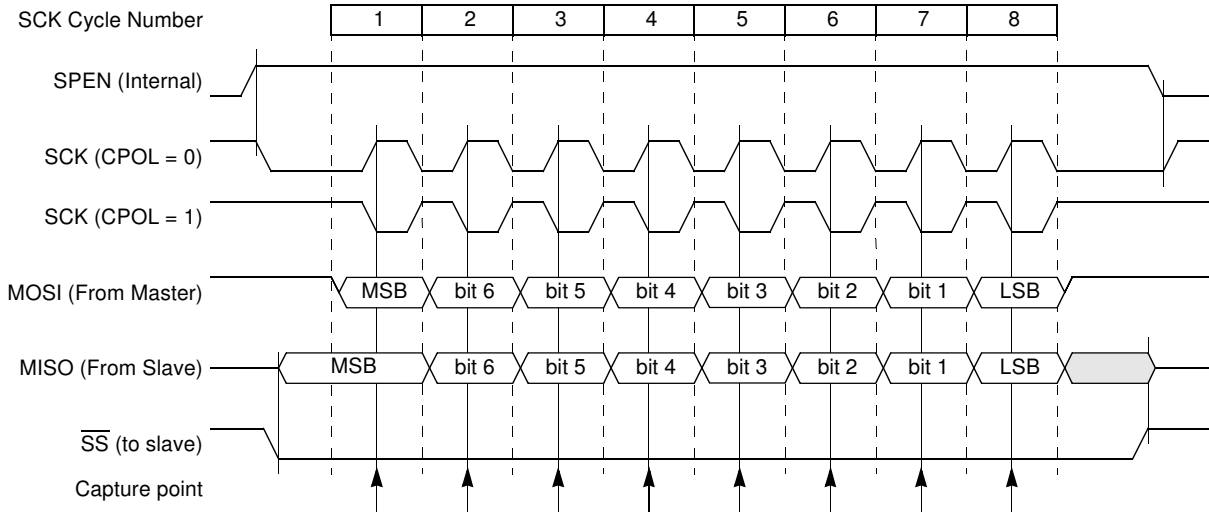 SCK Cycle Number 1 2 3 4 5 6 7 8
SPEN (Internal)
SCK (CPOL = 0)
SCK (CPOL = 1)
MOSI (From Master) MSB bit 6 bit 5 bit 4 bit 3 bit 2 bit 1 LSB
MISO (From Slave) MSB bit 6 bit 5 bit 4 bit 3 bit 2 bit 1 LSB
S̅S̅ (to slave)
Capture point